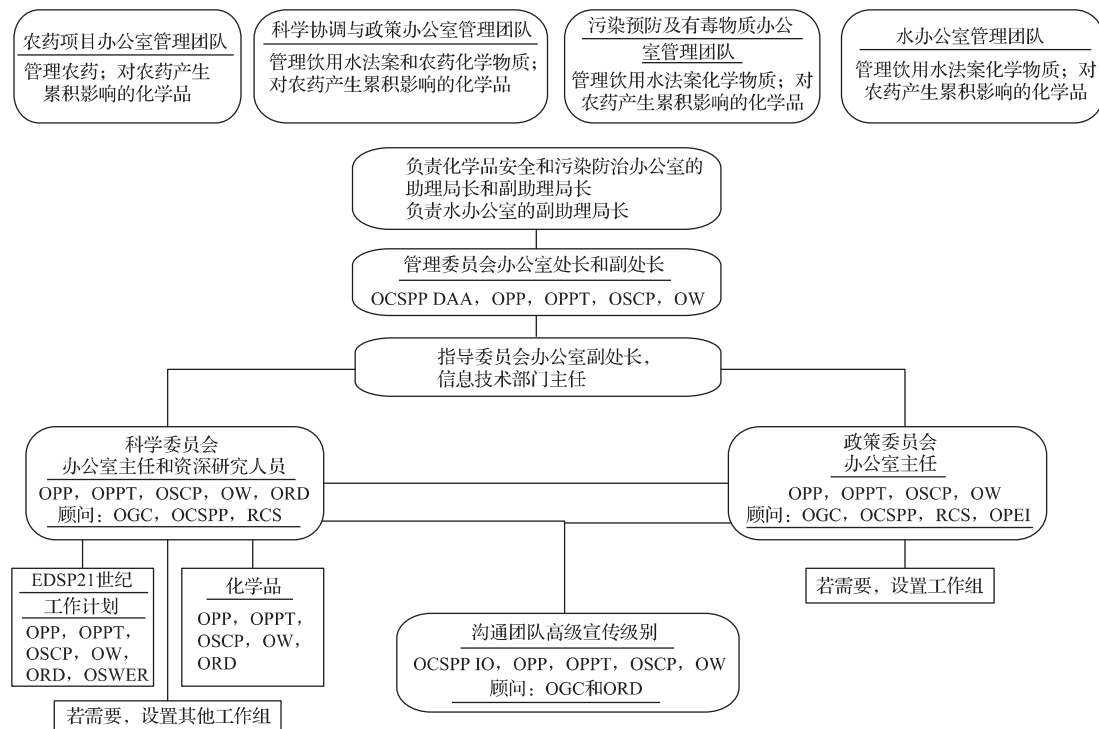 农药项目办公室管理团队
管理农药；对农药产生
累积影响的化学品
科学协调与政策办公室管理团队
管理饮用水法案和农药化学物质；
对农药产生累积影响的化学品
污染预防及有毒物质办公
室管理团队
管理饮用水法案化学物质；对
农药产生累积影响的化学品
水办公室管理团队
管理饮用水法案化学物质；对
农药产生累积影响的化学品
负责化学品安全和污染防治办公室的
助理局长和副助理局长
负责水办公室的副助理局长
管理委员会办公室处长和副处长
OCSPP DAA，OPP，OPPT，OSCP，OW
指导委员会办公室副处长，
信息技术部门主任
科学委员会
办公室主任和资深研究人员
OPP，OPPT，OSCP，OW，ORD
顾问：OGC，OCSPP，RCS
政策委员会
办公室主任
OPP，OPPT，OSCP，OW
顾问：OGC，OCSPP，RCS，OPEI
EDSP21世纪
工作计划
OPP，OPPT，
OSCP，OW，
ORD，OSWER
化学品
OPP，OPPT，
OSCP，OW，
ORD
若需要，设置其他工作组
沟通团队高级宣传级别
OCSPP IO，OPP，OPPT，OSCP，OW
顾问：OGC和ORD
若需要，设置工作组